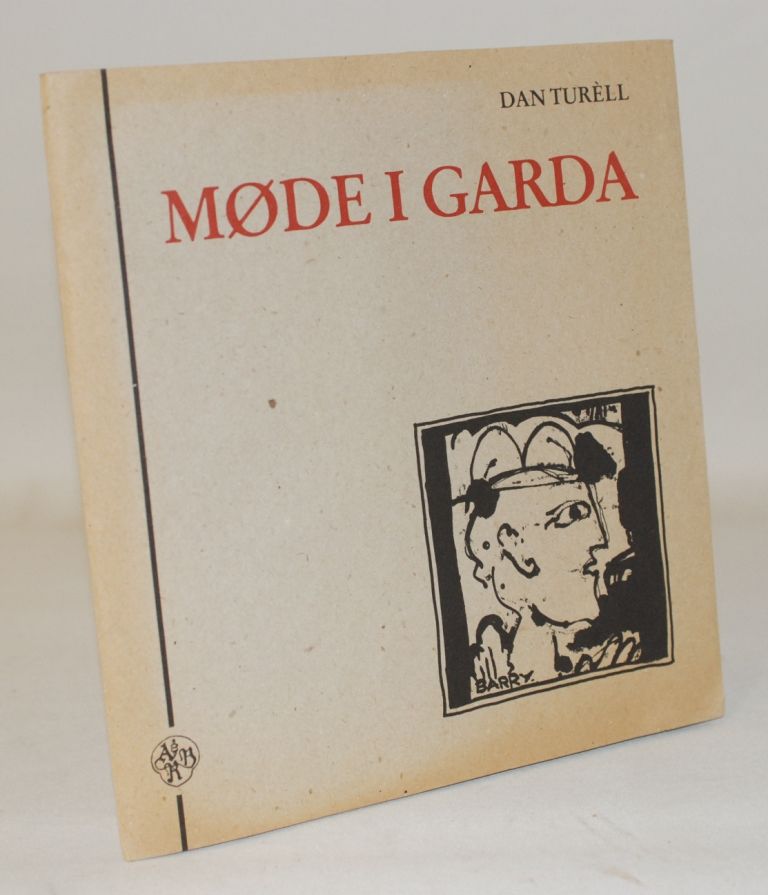 DAN TURÈLL
MØDE I GARDA
BARRY.
A & B
K